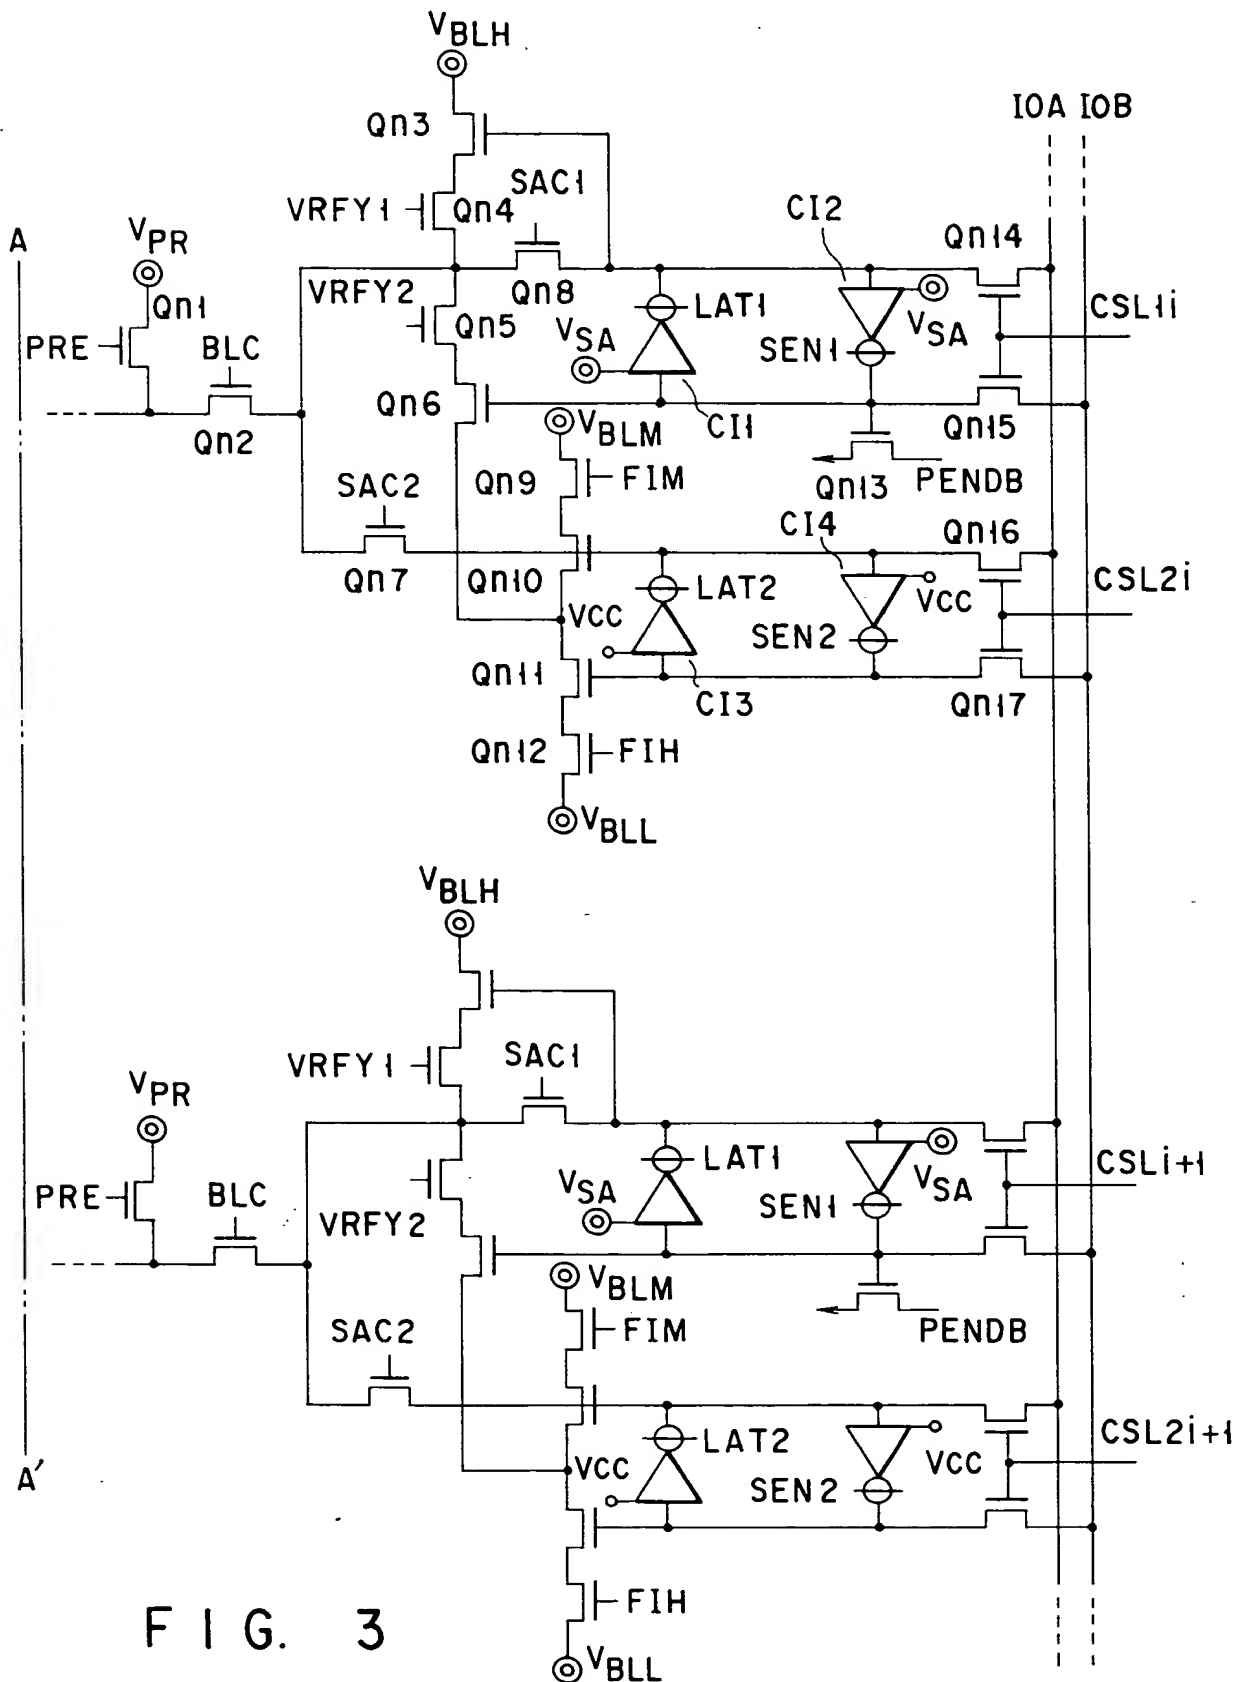 VBLH
IOA IOB
Qn3
SAC1
CI2
VRFY1 Qn4
Qn14
A
VPR
Qn1
VRFY2
Qn8
LAT1
VSA
CSL1i
PRE
BLC
Qn5
VSA
SEN1
Qn6
CI1
Qn15
Qn2
VBLM
Qn9
FIM
Qn13
PENDB
SAC2
CI4
Qn16
Qn7
Qn10
LAT2
VCC
CSL2i
VCC
SEN2
Qn11
CI3
Qn17
Qn12
FIH
VBLL
VBLH
VRFY1
SAC1
VPR
LAT1
CSLi+1
PRE
BLC
VSA
SEN1
VSA
VRFY2
VBLM
FIM
PENDB
SAC2
LAT2
CSL2i+1
A'
VCC
SEN2
VCC
FIH
FIG. 3
VBLL